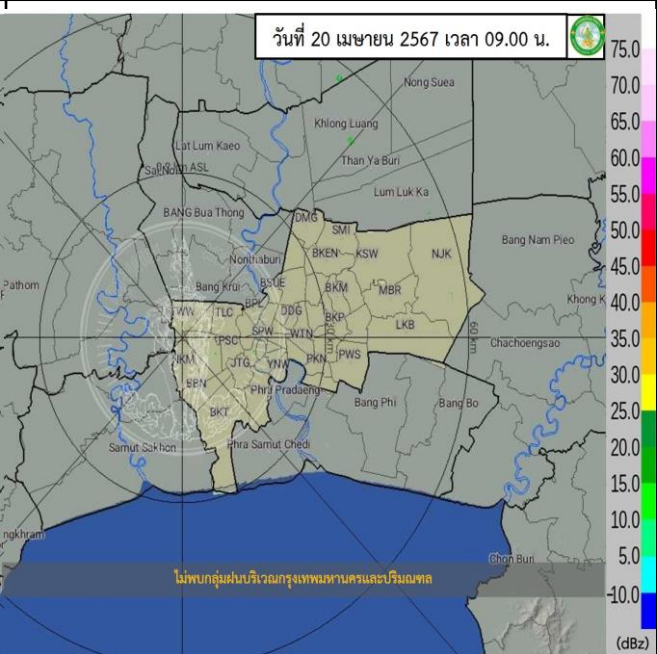 วันที่ 20 เมษายน 2567 เวลา 09.00 น.
75.0
Nong Suea
70.0
Khlong Luang
65.0
Lat Lum Kaeo
Than Ya Buri
60.0
Lum Luk Ka
55.0
BANG Bua Thong
DMG
50.0
SMI
Bang Nam Pieo
BKEN KSW NJK
45.0
Nonthaburi
Pathom
Bang Krui
BSUE
BKM
MBR
40.0
Khong K
BPL
WW TLC DDG BKP
LKB
35.0
SPW WTN
PSC
30 km
60 km
Chachoengsao
PWS
PKN
JKM
JTG YNW
30.0
BBN
Phra Pradaeng
Bang Phi
Bang Bo
25.0
BKT
Samut Sakhon
Phra Samut Chedi
20.0
15.0
ngkhram
10.0
Chon Buri
5.0
ไม่พบกลุ่มฝนบริเวณกรุงเทพมหานครและปริมณฑล
-10.0
(dBz)